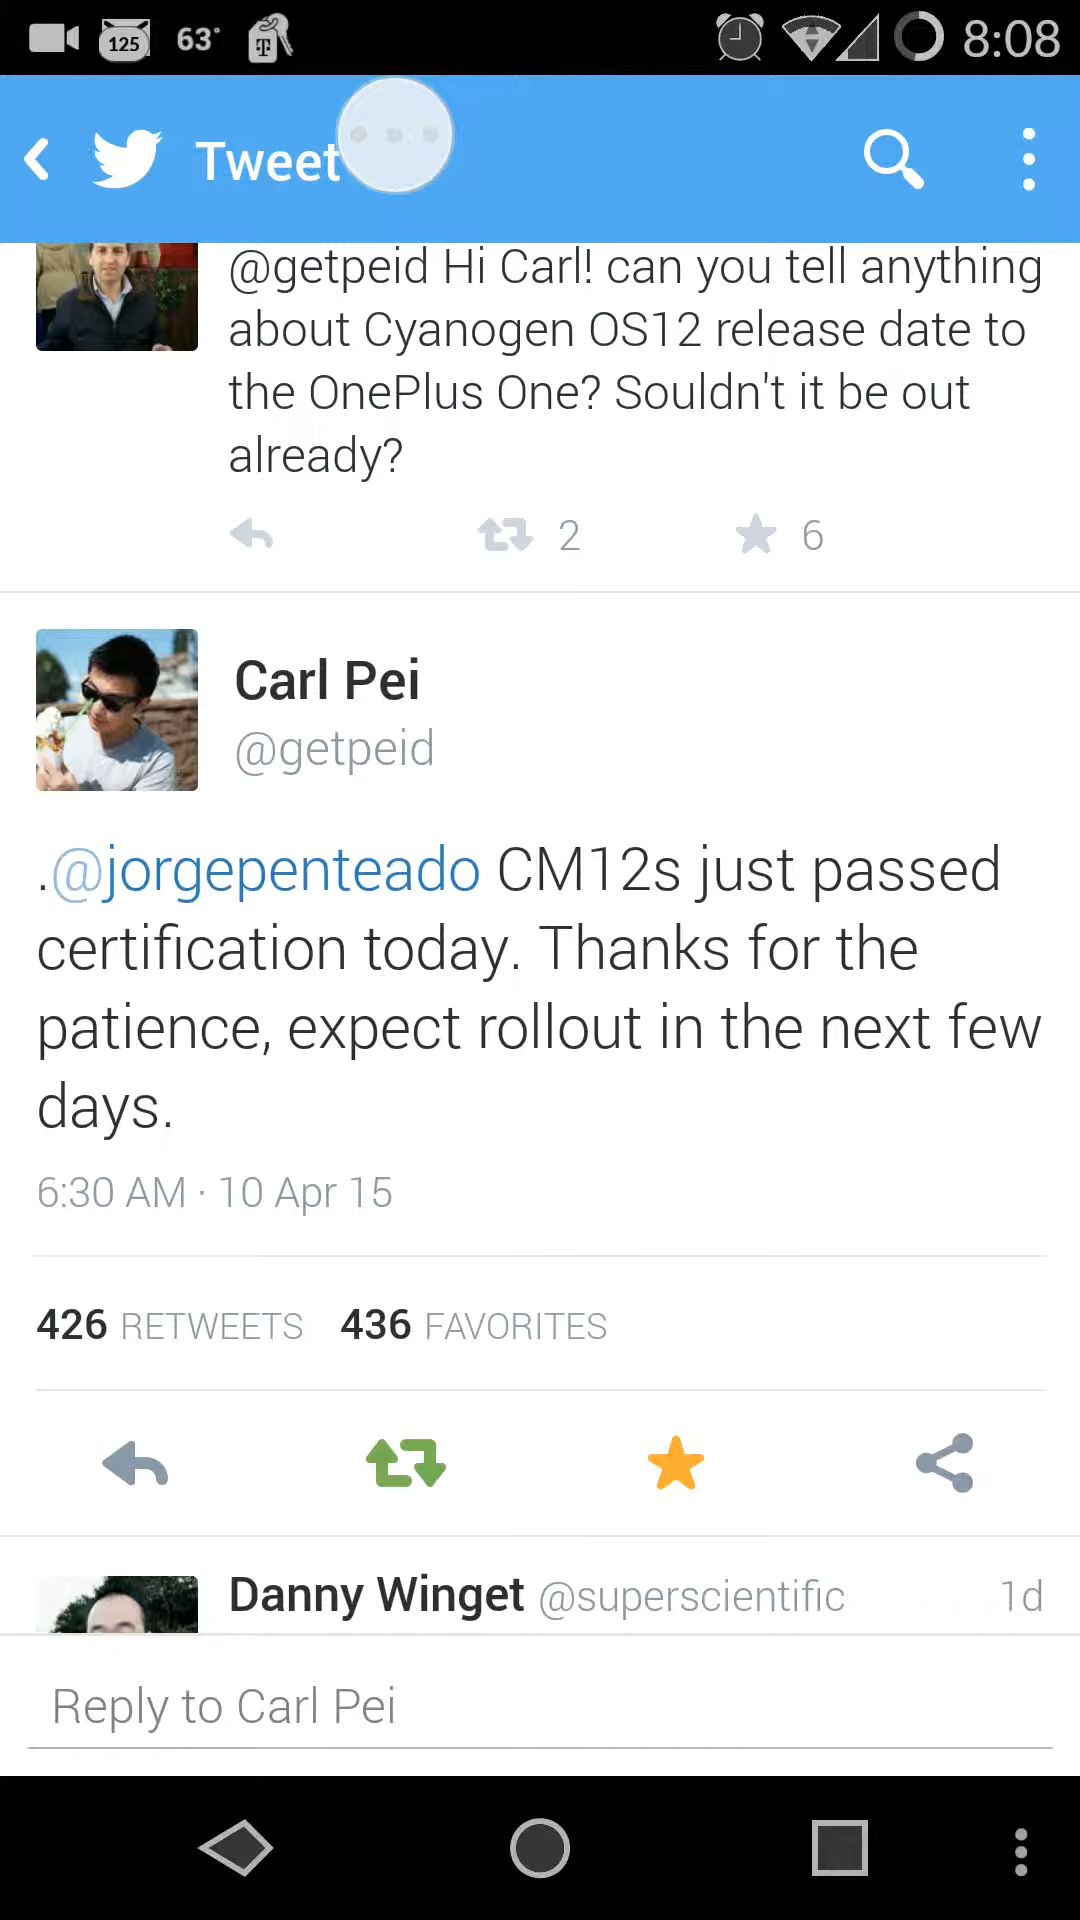 125 63° T 8:08
Tweet
@getpeid Hi Carl! can you tell anything
about Cyanogen OS12 release date to
the OnePlus One? Souldn't it be out
already?
2 6
Carl Pei
@getpeid
.@jorgepenteado CM12s just passed
certification today. Thanks for the
patience, expect rollout in the next few
days.
6:30 AM · 10 Apr 15
426 RETWEETS 436 FAVORITES
Danny Winget @superscientific 1d
Reply to Carl Pei